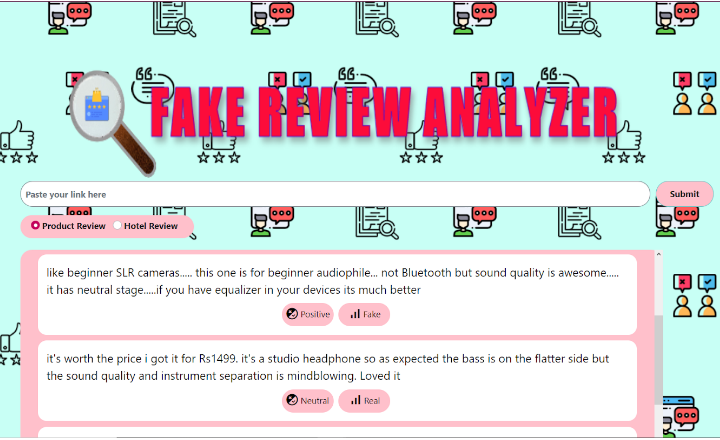 FAKE REVIEW ANALYZER
Paste your link here
Submit
Product Review Hotel Review
like beginner SLR cameras..... this one is for beginner audiophile... not Bluetooth but sound quality is awesome.....
it has neutral stage.....if you have equalizer in your devices its much better
Positive Fake
it's worth the price i got it for Rs1499. it's a studio headphone so as expected the bass is on the flatter side but
the sound quality and instrument separation is mindblowing. Loved it
Neutral Real